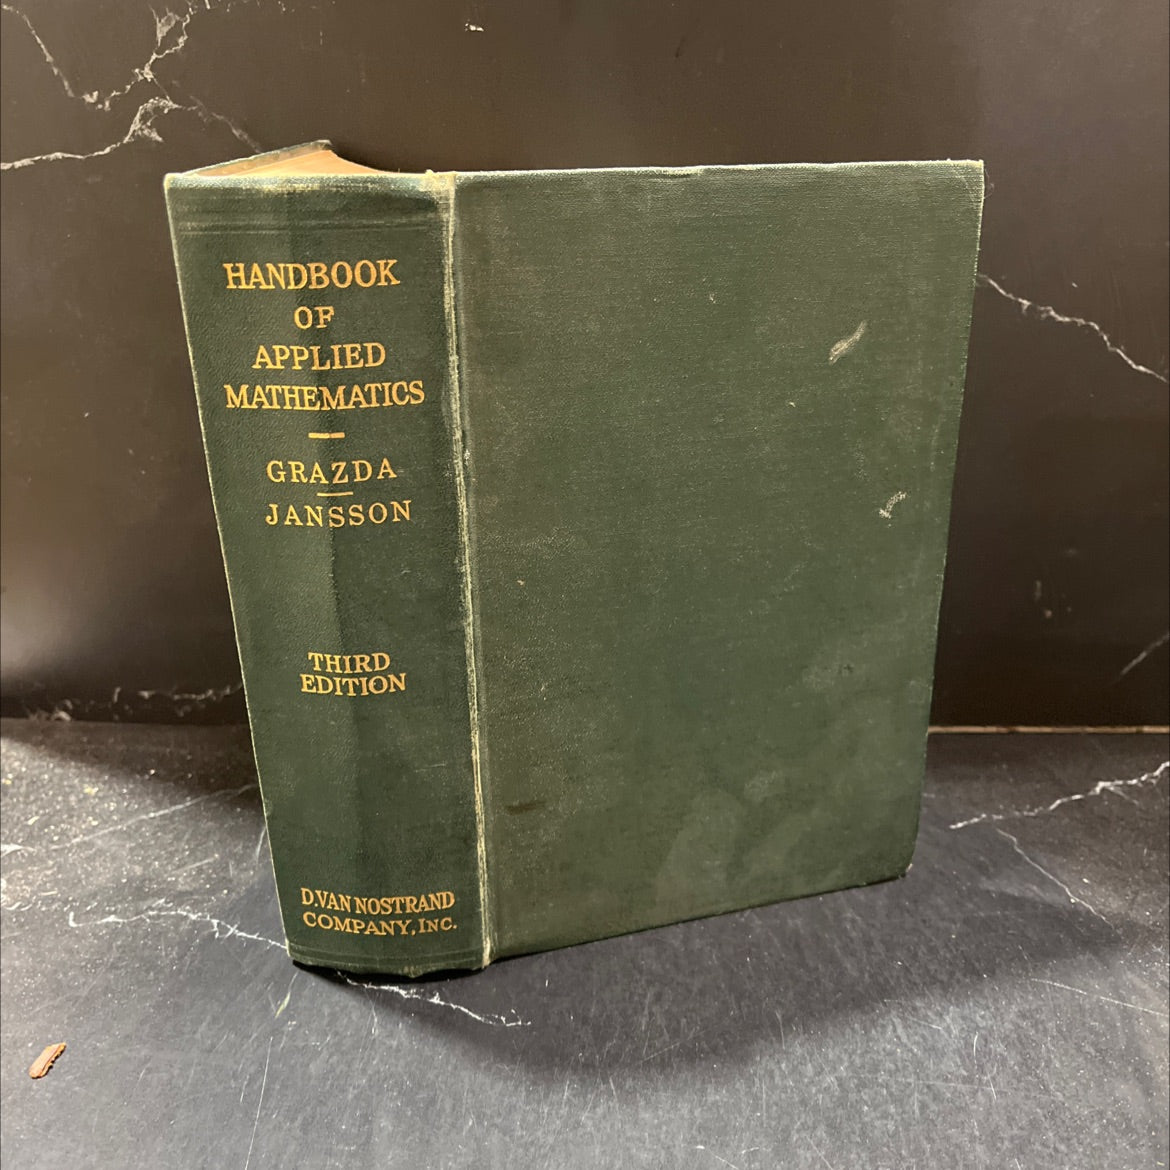 HANDBOOK
OF
APPLIED
MATHEMATICS
GRAZDA
JANSSON
THIRD
EDITION
D. VAN NOSTRAND
COMPANY, INC.